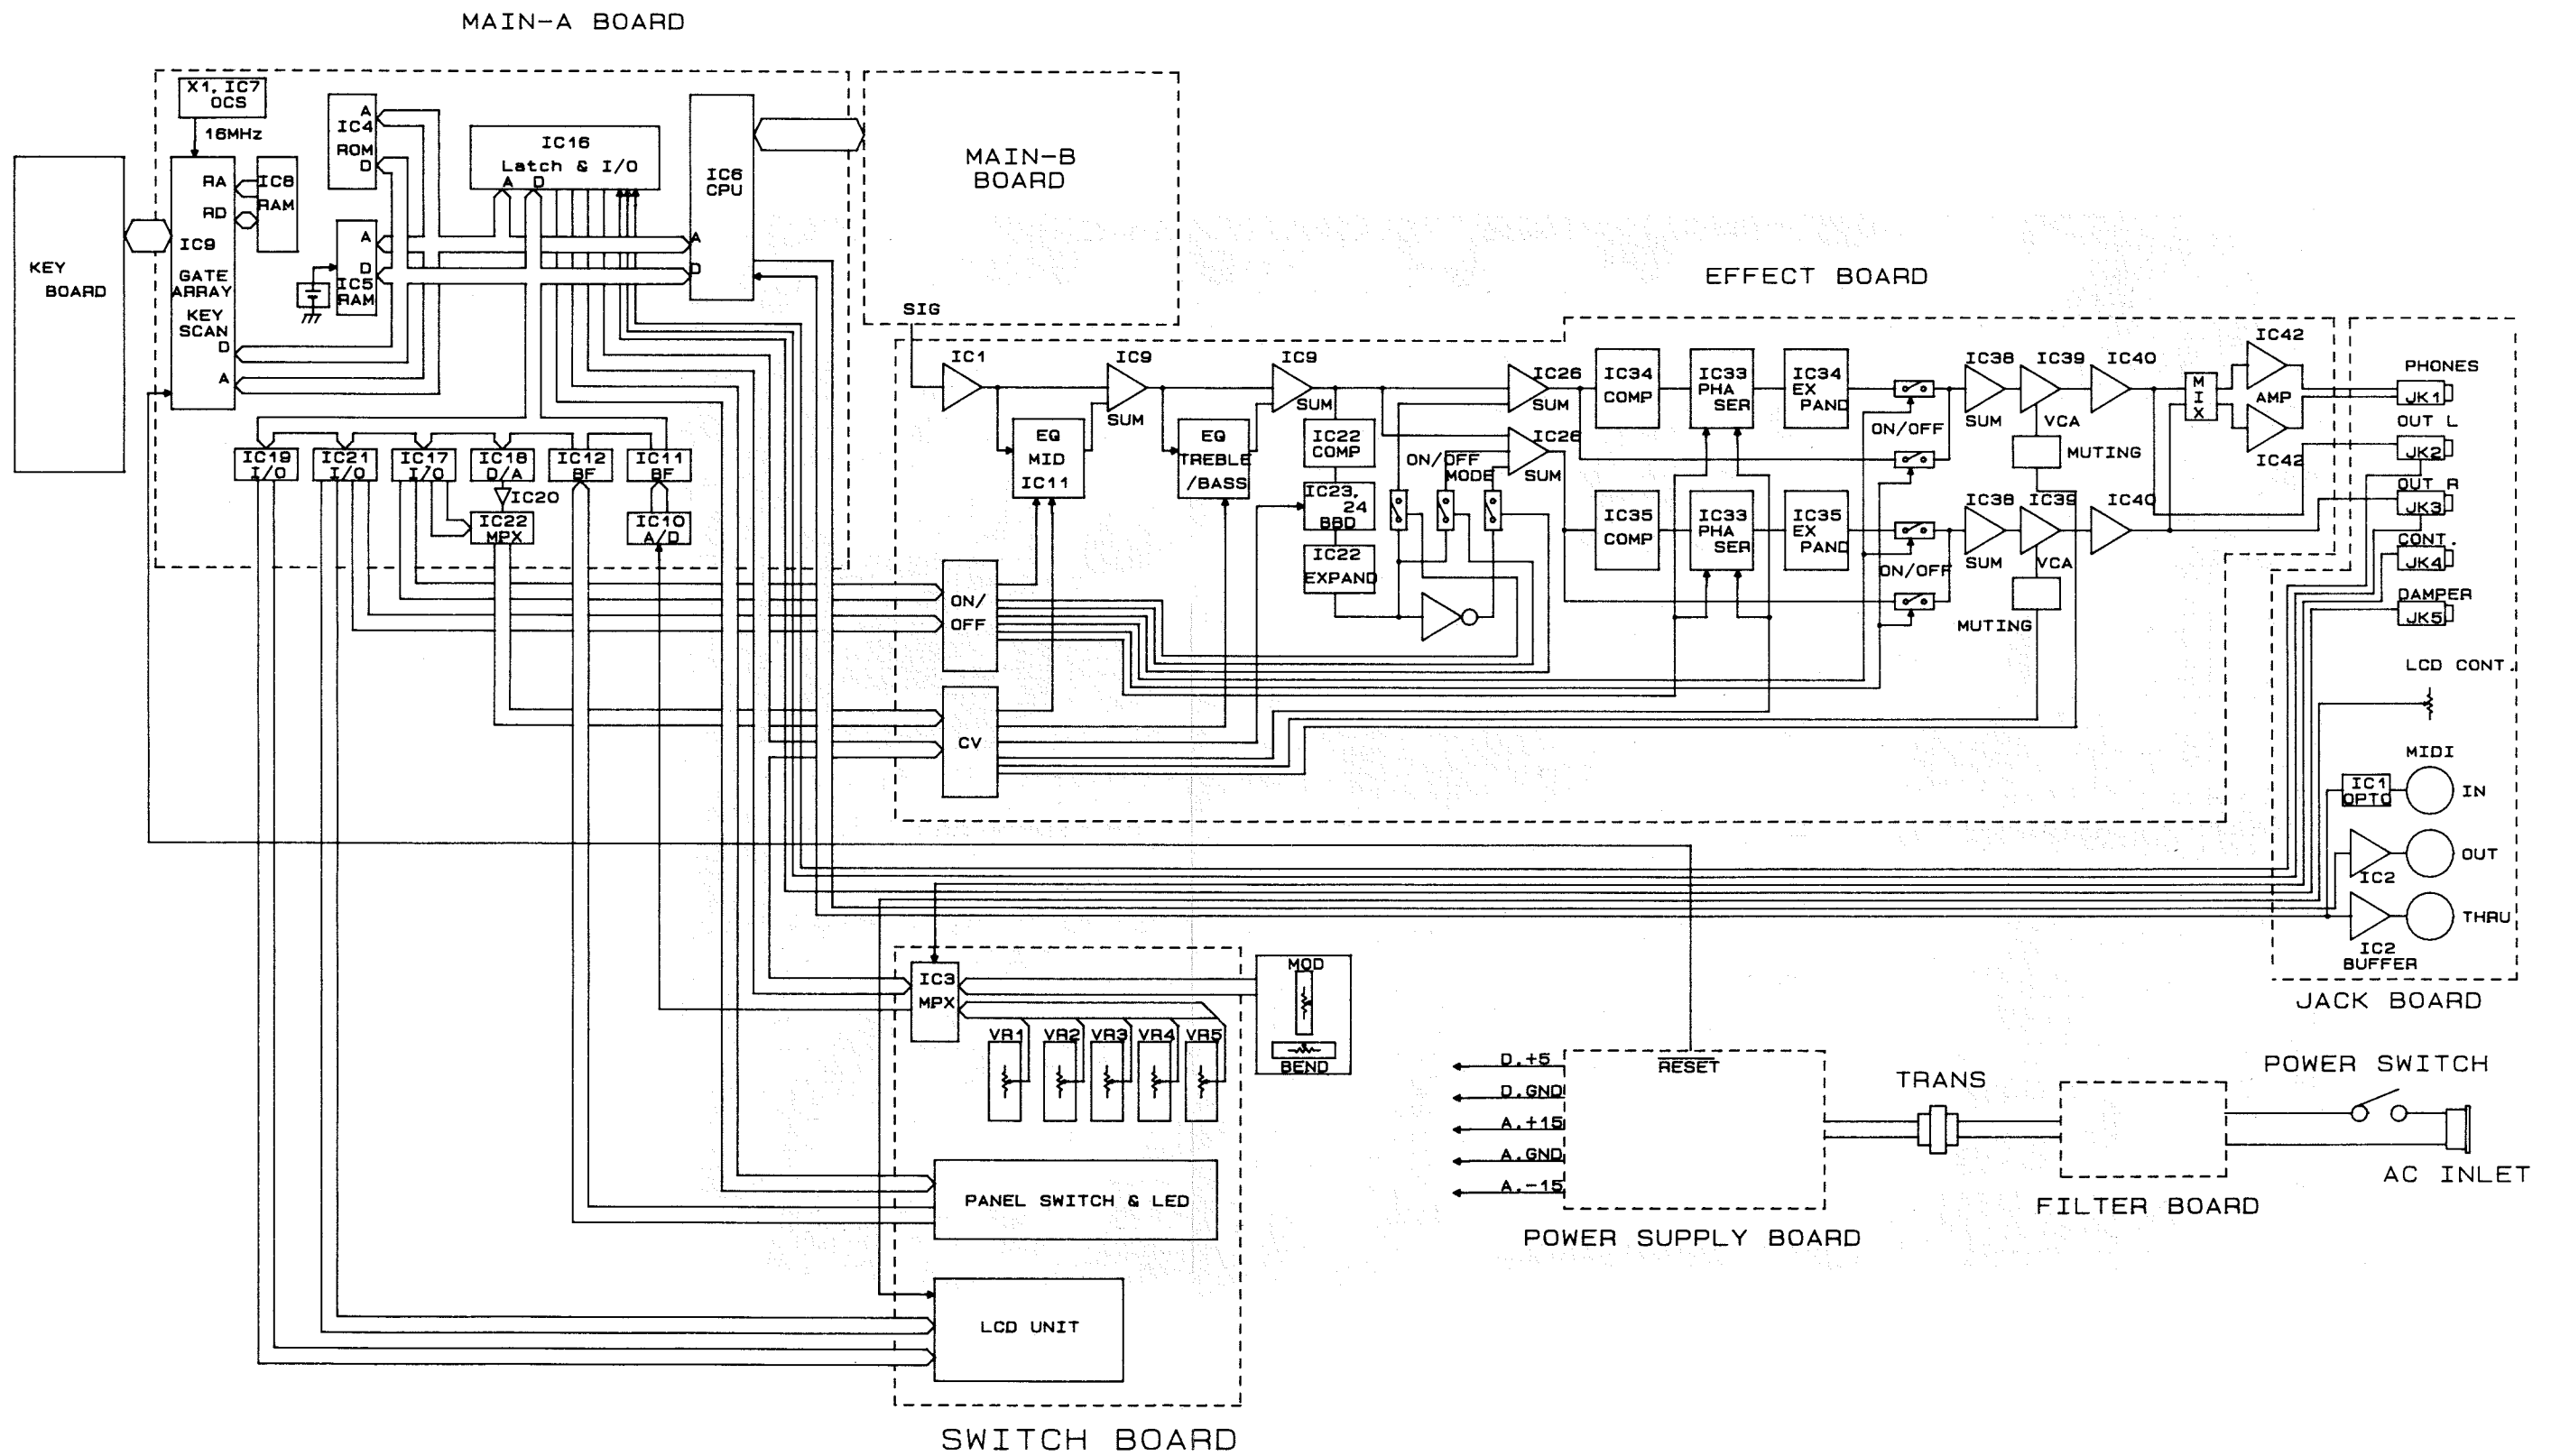 MAIN-A BOARD
X1, IC7
OCS
16MHz
KEY
BOARD
RA
RD
IC9
GATE
ARRAY
KEY
SCAN
D
A
IC8
RAM
A
IC4
ROM
D
A
D
IC5
RAM
IC16
Latch & I/O
A D
IC6
CPU
A
D
IC19
I/O
IC21
I/O
IC17
I/O
IC18
D/A
IC12
BF
IC11
BF
IC20
IC22
MPX
IC10
A/D
MAIN-B
BOARD
SIG
EFFECT BOARD
IC1
IC9
SUM
IC9
SUM
EQ
MID
IC11
EQ
TREBLE
/BASS
IC22
COMP
IC23,
24
BBD
IC22
EXPAND
ON/OFF
MODE
IC26
SUM
IC26
SUM
IC34
COMP
IC33
PHA
SER
IC34
EX
PAND
IC35
COMP
IC33
PHA
SER
IC35
EX
PAND
ON/OFF
ON/OFF
IC38
SUM
IC39
VCA
IC40
MUTING
IC38
SUM
IC39
VCA
IC40
MUTING
MIX
IC42
AMP
IC42
ON/
OFF
CV
PHONES
JK1
OUT L
JK2
OUT R
JK3
CONT.
JK4
DAMPER
JK5
LCD CONT.
MIDI
IC1
OPTO
IN
OUT
IC2
THRU
IC2
BUFFER
JACK BOARD
IC3
MPX
MOD
BEND
VR1
VR2
VR3
VR4
VR5
PANEL SWITCH & LED
LCD UNIT
SWITCH BOARD
D.+5
D.GND
A.+15
A.GND
A.-15
RESET
POWER SUPPLY BOARD
TRANS
FILTER BOARD
POWER SWITCH
AC INLET